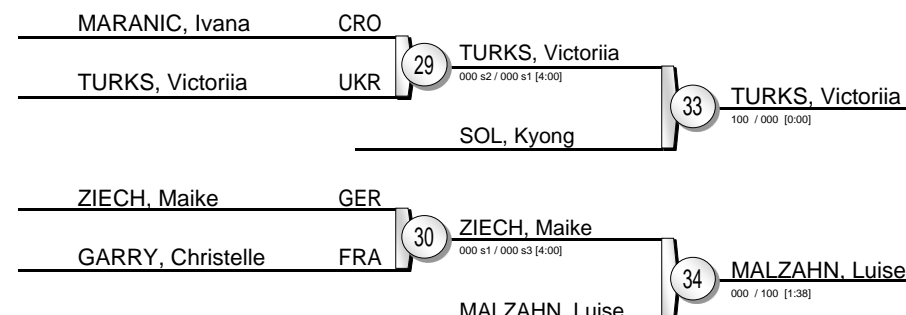 MARANIC, Ivana CRO
29
TURKS, Victoriia
000 s2 / 000 s1 [4:00]
TURKS, Victoriia UKR
33
TURKS, Victoriia
100 / 000 [0:00]
SOL, Kyong
ZIECH, Maike GER
30
ZIECH, Maike
000 s1 / 000 s3 [4:00]
GARRY, Christelle FRA
34
MALZAHN, Luise
000 / 100 [1:38]
MALZAHN, Luise